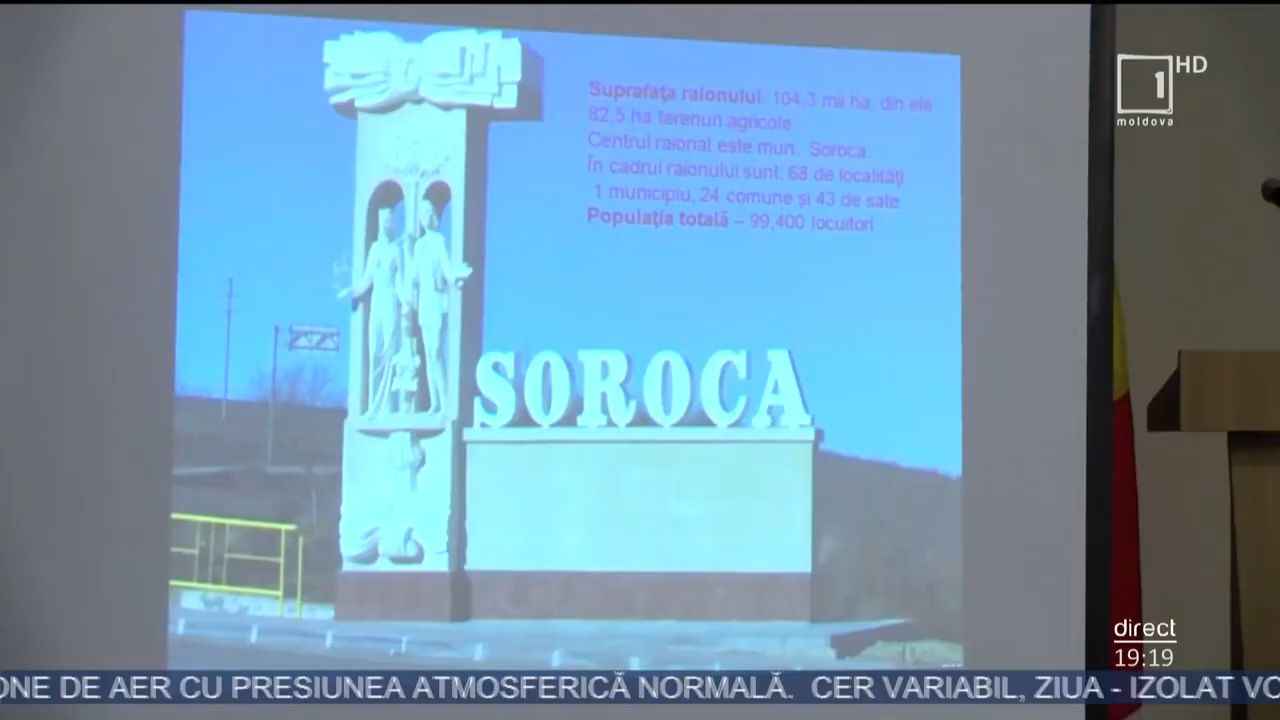 Suprafața raionului: 104,3 mii ha, din ele
82,5 ha terenuri agricole
Centrul raional este mun. Soroca.
În cadrul raionului sunt: 68 de localități
1 municipiu, 24 comune și 43 de sate
Populația totală – 99,400 locuitori
SOROCA
1 HD
moldova
direct
19:19
ONE DE AER CU PRESIUNEA ATMOSFERICĂ NORMALĂ. CER VARIABIL, ZIUA - IZOLAT VO